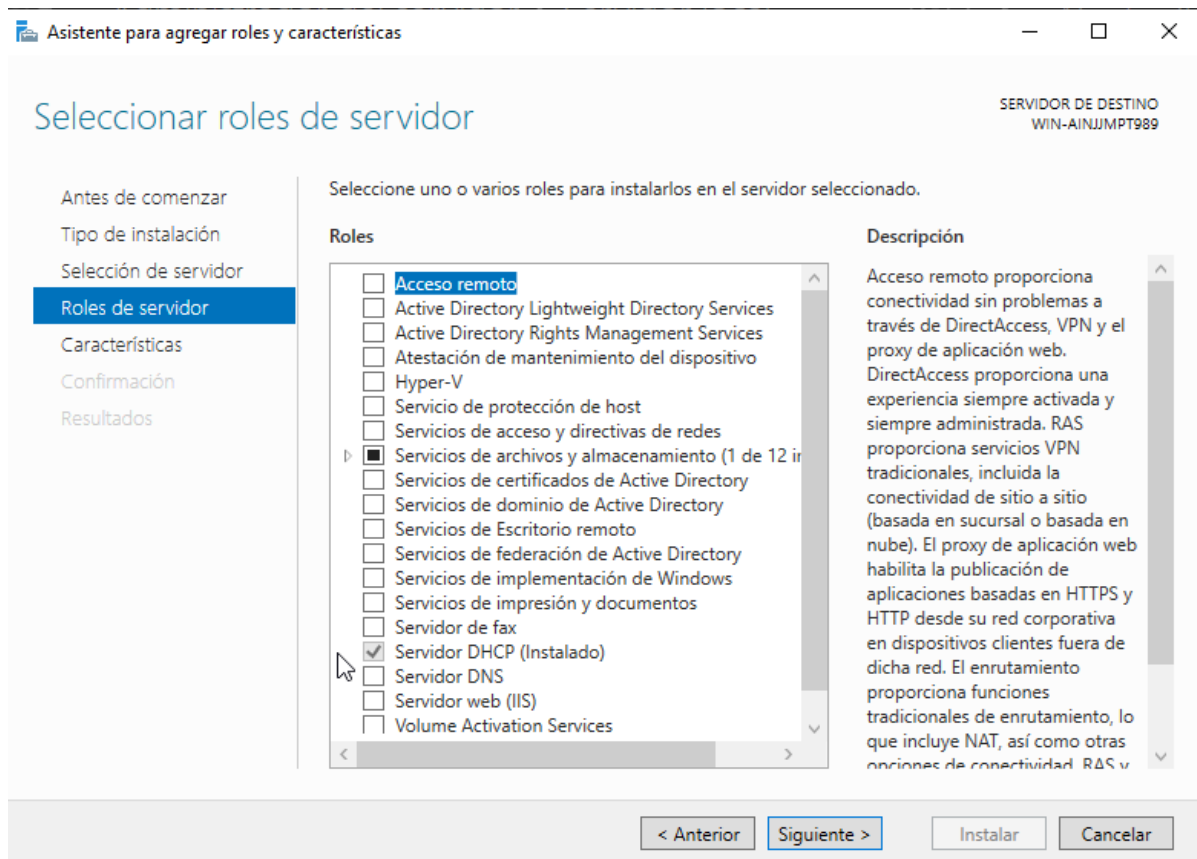 Asistente para agregar roles y características
Seleccionar roles de servidor
SERVIDOR DE DESTINO
WIN-AINJJMPT989
Antes de comenzar
Tipo de instalación
Selección de servidor
Roles de servidor
Características
Confirmación
Resultados
Seleccione uno o varios roles para instalarlos en el servidor seleccionado.
Roles
Acceso remoto
Active Directory Lightweight Directory Services
Active Directory Rights Management Services
Atestación de mantenimiento del dispositivo
Hyper-V
Servicio de protección de host
Servicios de acceso y directivas de redes
Servicios de archivos y almacenamiento (1 de 12 ir
Servicios de certificados de Active Directory
Servicios de dominio de Active Directory
Servicios de Escritorio remoto
Servicios de federación de Active Directory
Servicios de implementación de Windows
Servicios de impresión y documentos
Servidor de fax
Servidor DHCP (Instalado)
Servidor DNS
Servidor web (IIS)
Volume Activation Services
Descripción
Acceso remoto proporciona
conectividad sin problemas a
través de DirectAccess, VPN y el
proxy de aplicación web.
DirectAccess proporciona una
experiencia siempre activada y
siempre administrada. RAS
proporciona servicios VPN
tradicionales, incluida la
conectividad de sitio a sitio
(basada en sucursal o basada en
nube). El proxy de aplicación web
habilita la publicación de
aplicaciones basadas en HTTPS y
HTTP desde su red corporativa
en dispositivos clientes fuera de
dicha red. El enrutamiento
proporciona funciones
tradicionales de enrutamiento, lo
que incluye NAT, así como otras
opciones de conectividad. RAS y
< Anterior
Siguiente >
Instalar
Cancelar